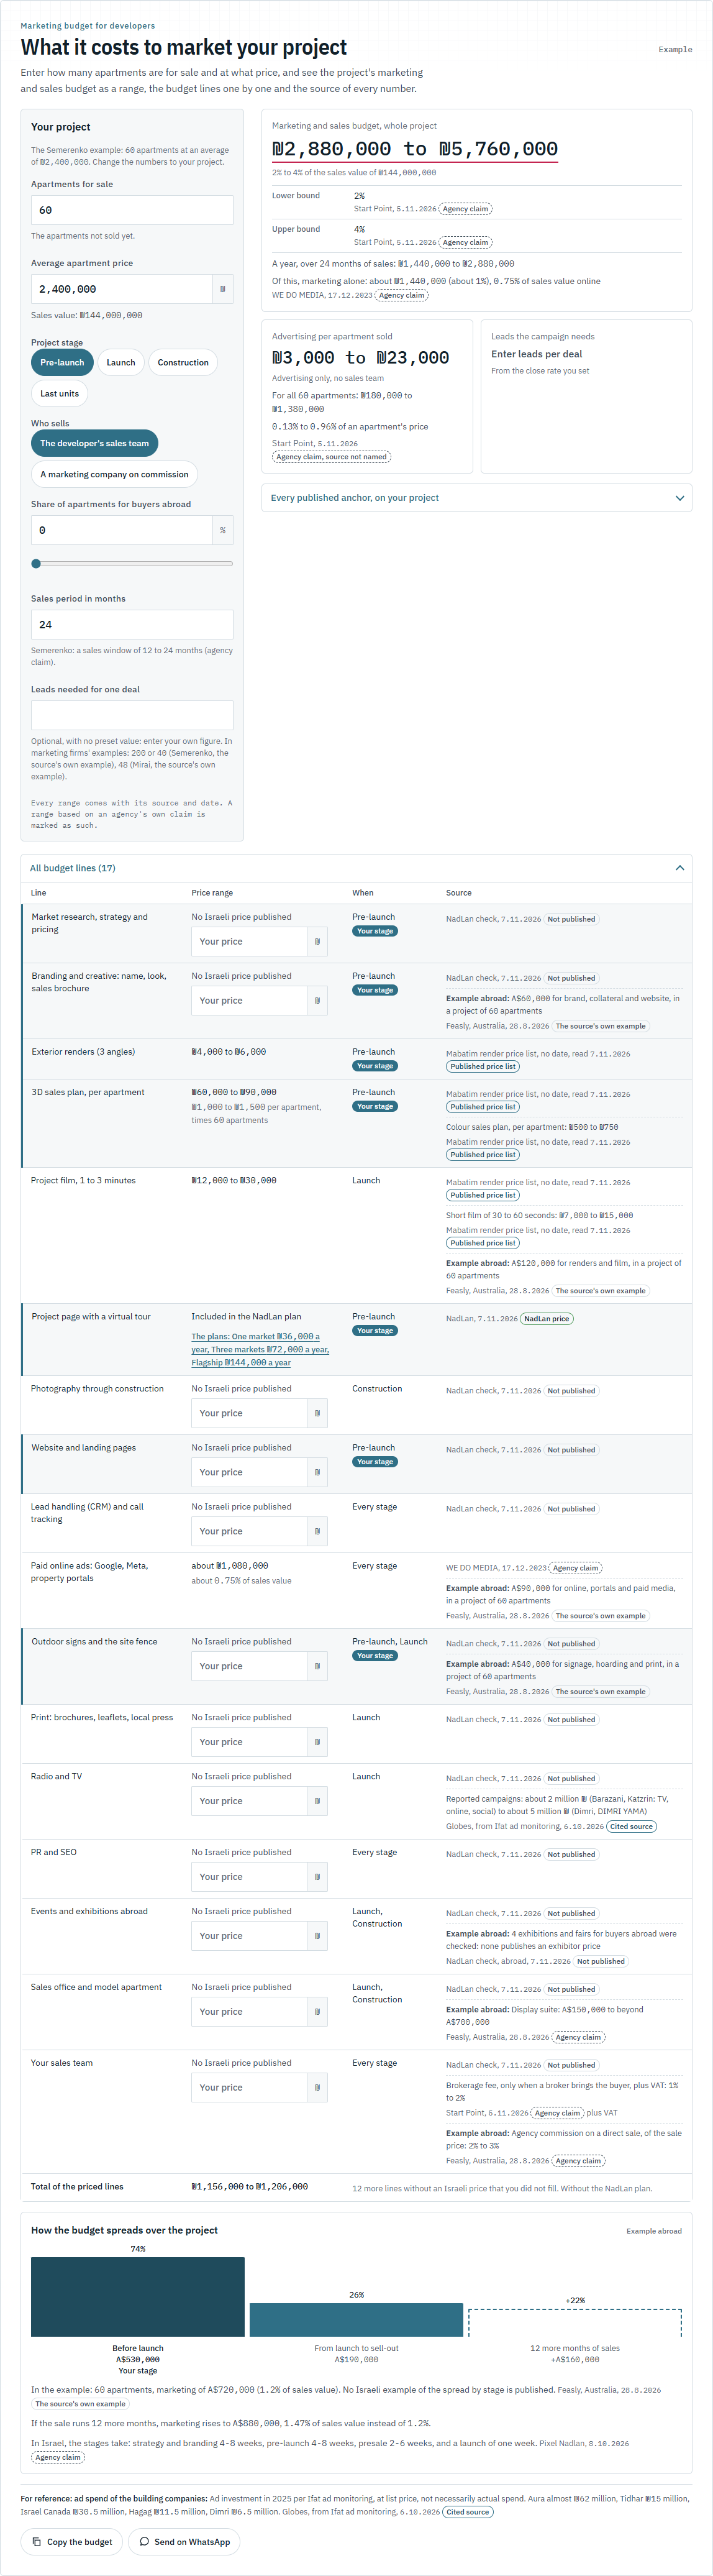 Marketing budget for developers
What it costs to market your project
Example
Enter how many apartments are for sale and at what price, and see the project's marketing
and sales budget as a range, the budget lines one by one and the source of every number.
Your project
The Semerenko example: 60 apartments at an average
of ₪2,400,000. Change the numbers to your project.
Apartments for sale
60
The apartments not sold yet.
Average apartment price
2,400,000 ₪
Sales value: ₪144,000,000
Project stage
Pre-launch Launch Construction
Last units
Who sells
The developer's sales team
A marketing company on commission
Share of apartments for buyers abroad
0 %
Sales period in months
24
Semerenko: a sales window of 12 to 24 months (agency
claim).
Leads needed for one deal
Optional, with no preset value: enter your own figure. In
marketing firms' examples: 200 or 40 (Semerenko, the
source's own example), 48 (Mirai, the source's own
example).
Every range comes with its source and date. A
range based on an agency's own claim is
marked as such.
Marketing and sales budget, whole project
₪2,880,000 to ₪5,760,000
2% to 4% of the sales value of ₪144,000,000
Lower bound 2%
Start Point, 5.11.2026 Agency claim
Upper bound 4%
Start Point, 5.11.2026 Agency claim
A year, over 24 months of sales: ₪1,440,000 to ₪2,880,000
Of this, marketing alone: about ₪1,440,000 (about 1%), 0.75% of sales value online
WE DO MEDIA, 17.12.2023 Agency claim
Advertising per apartment sold
₪3,000 to ₪23,000
Advertising only, no sales team
For all 60 apartments: ₪180,000 to
₪1,380,000
0.13% to 0.96% of an apartment's price
Start Point, 5.11.2026
Agency claim, source not named
Leads the campaign needs
Enter leads per deal
From the close rate you set
Every published anchor, on your project
All budget lines (17)
Line Price range When Source
Market research, strategy and
pricing
No Israeli price published
Your price ₪
Pre-launch
Your stage
NadLan check, 7.11.2026 Not published
Branding and creative: name, look,
sales brochure
No Israeli price published
Your price ₪
Pre-launch
Your stage
NadLan check, 7.11.2026 Not published
Example abroad: A$60,000 for brand, collateral and website, in
a project of 60 apartments
Feasly, Australia, 28.8.2026 The source's own example
Exterior renders (3 angles)
₪4,000 to ₪6,000
Pre-launch
Your stage
Mabatim render price list, no date, read 7.11.2026
Published price list
3D sales plan, per apartment
₪60,000 to ₪90,000
₪1,000 to ₪1,500 per apartment,
times 60 apartments
Pre-launch
Your stage
Mabatim render price list, no date, read 7.11.2026
Published price list
Colour sales plan, per apartment: ₪500 to ₪750
Mabatim render price list, no date, read 7.11.2026
Published price list
Project film, 1 to 3 minutes
₪12,000 to ₪30,000
Launch
Mabatim render price list, no date, read 7.11.2026
Published price list
Short film of 30 to 60 seconds: ₪7,000 to ₪15,000
Mabatim render price list, no date, read 7.11.2026
Published price list
Example abroad: A$120,000 for renders and film, in a project of
60 apartments
Feasly, Australia, 28.8.2026 The source's own example
Project page with a virtual tour
Included in the NadLan plan
The plans: One market ₪36,000 a
year, Three markets ₪72,000 a year,
Flagship ₪144,000 a year
Pre-launch
Your stage
NadLan, 7.11.2026 NadLan price
Photography through construction
No Israeli price published
Your price ₪
Construction
NadLan check, 7.11.2026 Not published
Website and landing pages
No Israeli price published
Your price ₪
Pre-launch
Your stage
NadLan check, 7.11.2026 Not published
Lead handling (CRM) and call
tracking
No Israeli price published
Your price ₪
Every stage
NadLan check, 7.11.2026 Not published
Paid online ads: Google, Meta,
property portals
about ₪1,080,000
about 0.75% of sales value
Every stage
WE DO MEDIA, 17.12.2023 Agency claim
Example abroad: A$90,000 for online, portals and paid media,
in a project of 60 apartments
Feasly, Australia, 28.8.2026 The source's own example
Outdoor signs and the site fence
No Israeli price published
Your price ₪
Pre-launch, Launch
Your stage
NadLan check, 7.11.2026 Not published
Example abroad: A$40,000 for signage, hoarding and print, in a
project of 60 apartments
Feasly, Australia, 28.8.2026 The source's own example
Print: brochures, leaflets, local press
No Israeli price published
Your price ₪
Launch
NadLan check, 7.11.2026 Not published
Radio and TV
No Israeli price published
Your price ₪
Launch
NadLan check, 7.11.2026 Not published
Reported campaigns: about 2 million ₪ (Barazani, Katzrin: TV,
online, social) to about 5 million ₪ (Dimri, DIMRI YAMA)
Globes, from Ifat ad monitoring, 6.10.2026 Cited source
PR and SEO
No Israeli price published
Your price ₪
Every stage
NadLan check, 7.11.2026 Not published
Events and exhibitions abroad
No Israeli price published
Your price ₪
Launch,
Construction
NadLan check, 7.11.2026 Not published
Example abroad: 4 exhibitions and fairs for buyers abroad were
checked: none publishes an exhibitor price
NadLan check, abroad, 7.11.2026 Not published
Sales office and model apartment
No Israeli price published
Your price ₪
Launch,
Construction
NadLan check, 7.11.2026 Not published
Example abroad: Display suite: A$150,000 to beyond
A$700,000
Feasly, Australia, 28.8.2026 Agency claim
Your sales team
No Israeli price published
Your price ₪
Every stage
NadLan check, 7.11.2026 Not published
Brokerage fee, only when a broker brings the buyer, plus VAT: 1%
to 2%
Start Point, 5.11.2026 Agency claim plus VAT
Example abroad: Agency commission on a direct sale, of the sale
price: 2% to 3%
Feasly, Australia, 28.8.2026 Agency claim
Total of the priced lines ₪1,156,000 to ₪1,206,000 12 more lines without an Israeli price that you did not fill. Without the NadLan plan.
How the budget spreads over the project
Example abroad
74%
26%
+22%
Before launch From launch to sell-out 12 more months of sales
A$530,000 A$190,000 +A$160,000
Your stage
In the example: 60 apartments, marketing of A$720,000 (1.2% of sales value). No Israeli example of the spread by stage is published. Feasly, Australia, 28.8.2026
The source's own example
If the sale runs 12 more months, marketing rises to A$880,000, 1.47% of sales value instead of 1.2%.
In Israel, the stages take: strategy and branding 4-8 weeks, pre-launch 4-8 weeks, presale 2-6 weeks, and a launch of one week. Pixel Nadlan, 8.10.2026
Agency claim
For reference: ad spend of the building companies: Ad investment in 2025 per Ifat ad monitoring, at list price, not necessarily actual spend. Aura almost ₪62 million, Tidhar ₪15 million,
Israel Canada ₪30.5 million, Hagag ₪11.5 million, Dimri ₪6.5 million. Globes, from Ifat ad monitoring, 6.10.2026 Cited source
Copy the budget Send on WhatsApp